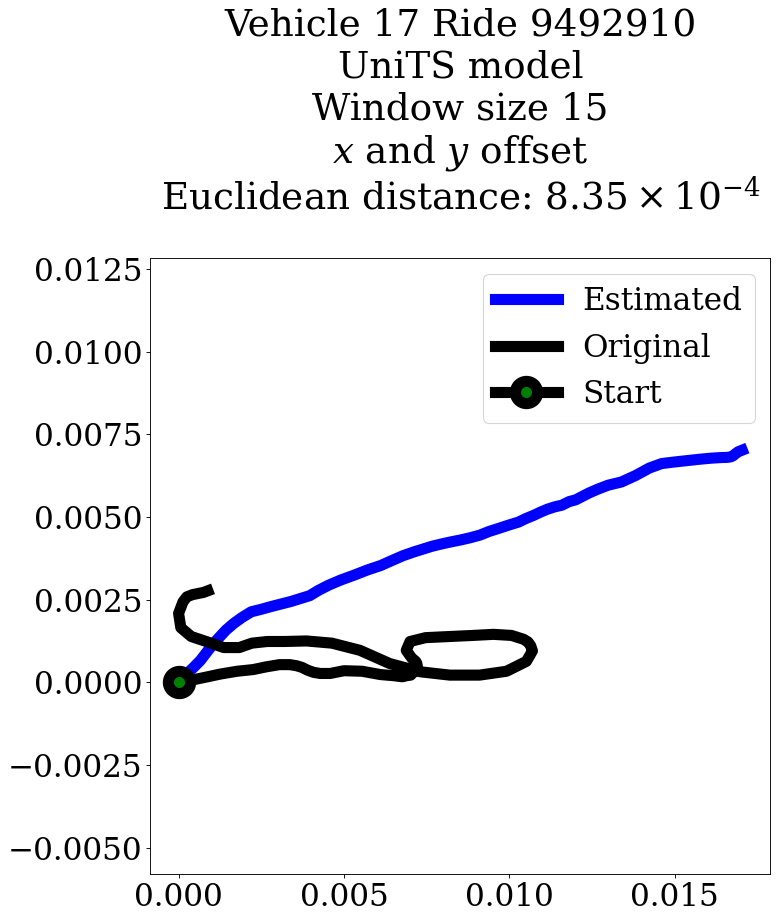 Vehicle 17 Ride 9492910
UniTS model
Window size 15
x and y offset
Euclidean distance: 8.35 × 10⁻⁴
0.0125
0.0100
0.0075
0.0050
0.0025
0.0000
−0.0025
−0.0050
Estimated
Original
Start
0.000 0.005 0.010 0.015